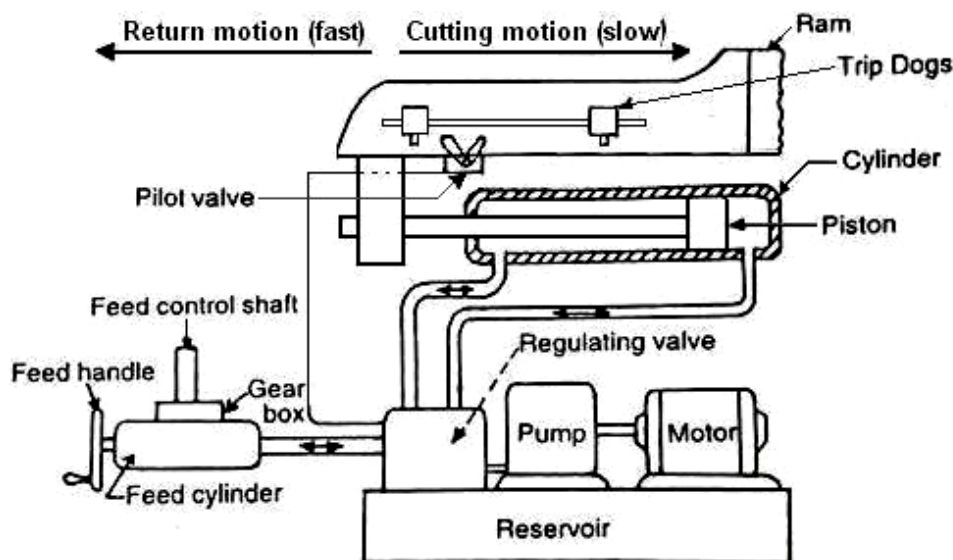 Return motion (fast)
Cutting motion (slow)
Ram
Trip Dogs
Cylinder
Pilot valve
Piston
Feed control shaft
Regulating valve
Feed handle
Gear
box
Pump
Motor
Feed cylinder
Reservoir